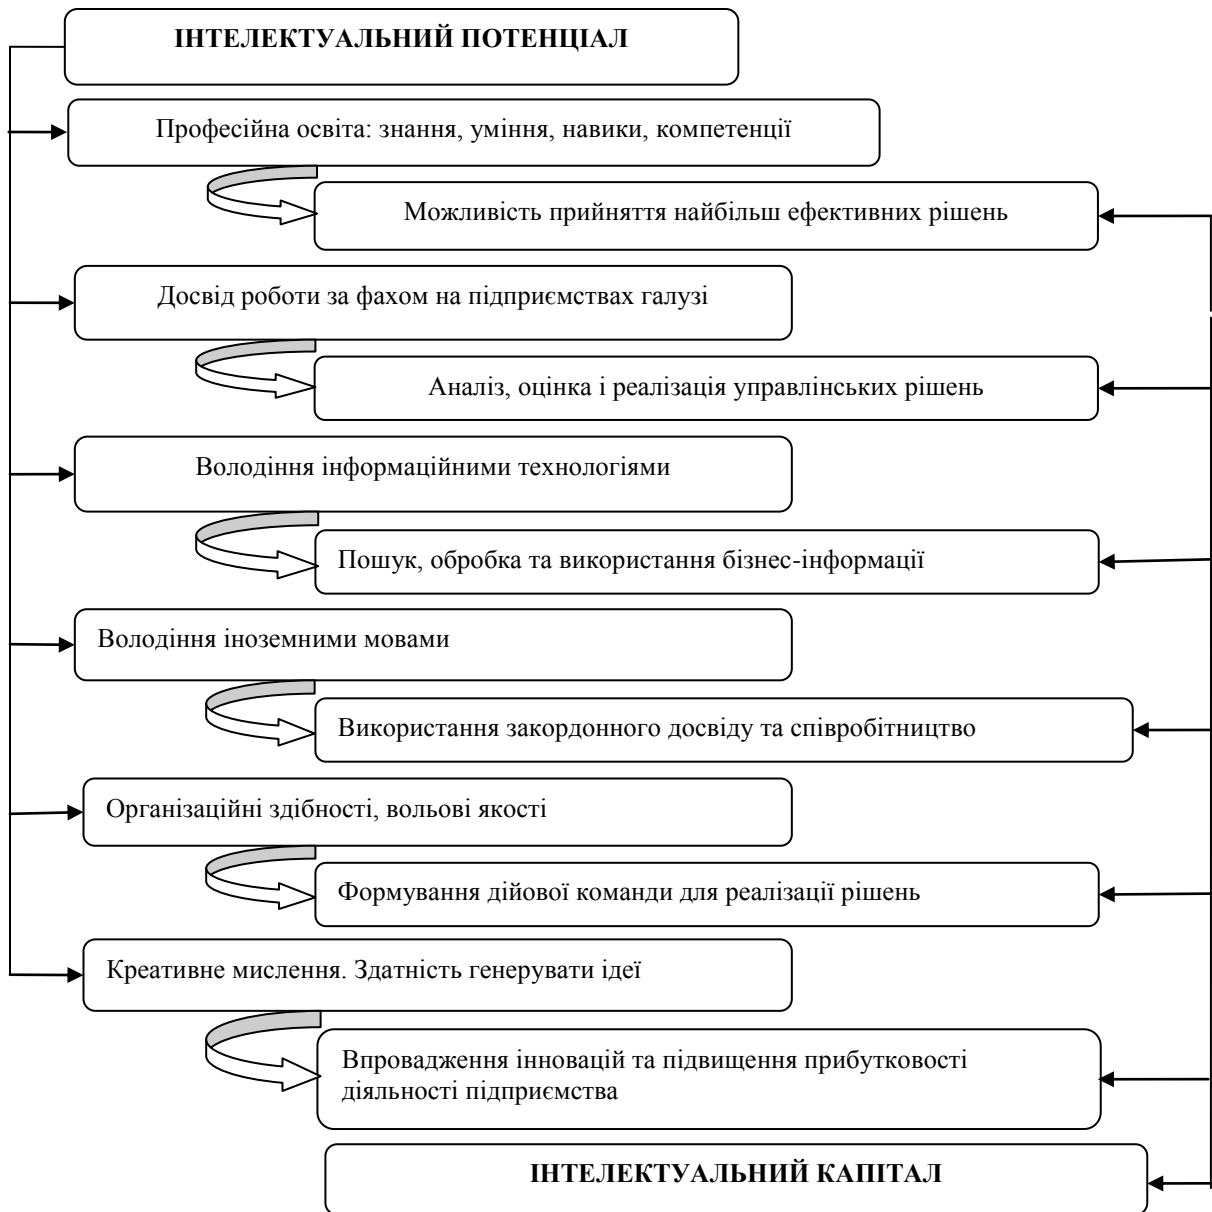 ІНТЕЛЕКТУАЛЬНИЙ ПОТЕНЦІАЛ
Професійна освіта: знання, уміння, навики, компетенції
Можливість прийняття найбільш ефективних рішень
Досвід роботи за фахом на підприємствах галузі
Аналіз, оцінка і реалізація управлінських рішень
Володіння інформаційними технологіями
Пошук, обробка та використання бізнес-інформації
Володіння іноземними мовами
Використання закордонного досвіду та співробітництво
Організаційні здібності, вольові якості
Формування дійової команди для реалізації рішень
Креативне мислення. Здатність генерувати ідеї
Впровадження інновацій та підвищення прибутковості
діяльності підприємства
ІНТЕЛЕКТУАЛЬНИЙ КАПІТАЛ